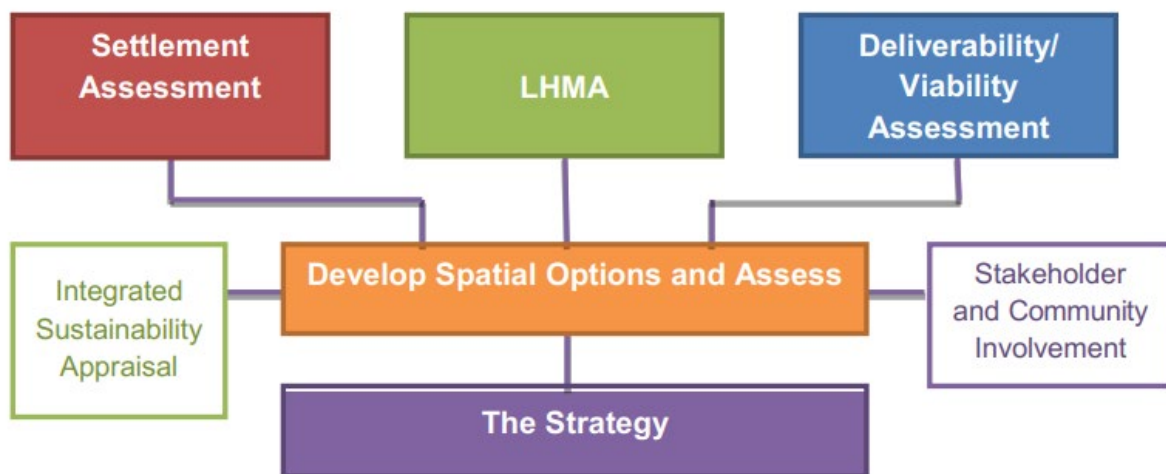 Settlement
Assessment
LHMA
Deliverability/
Viability
Assessment
Integrated
Sustainability
Appraisal
Develop Spatial Options and Assess
Stakeholder
and Community
Involvement
The Strategy